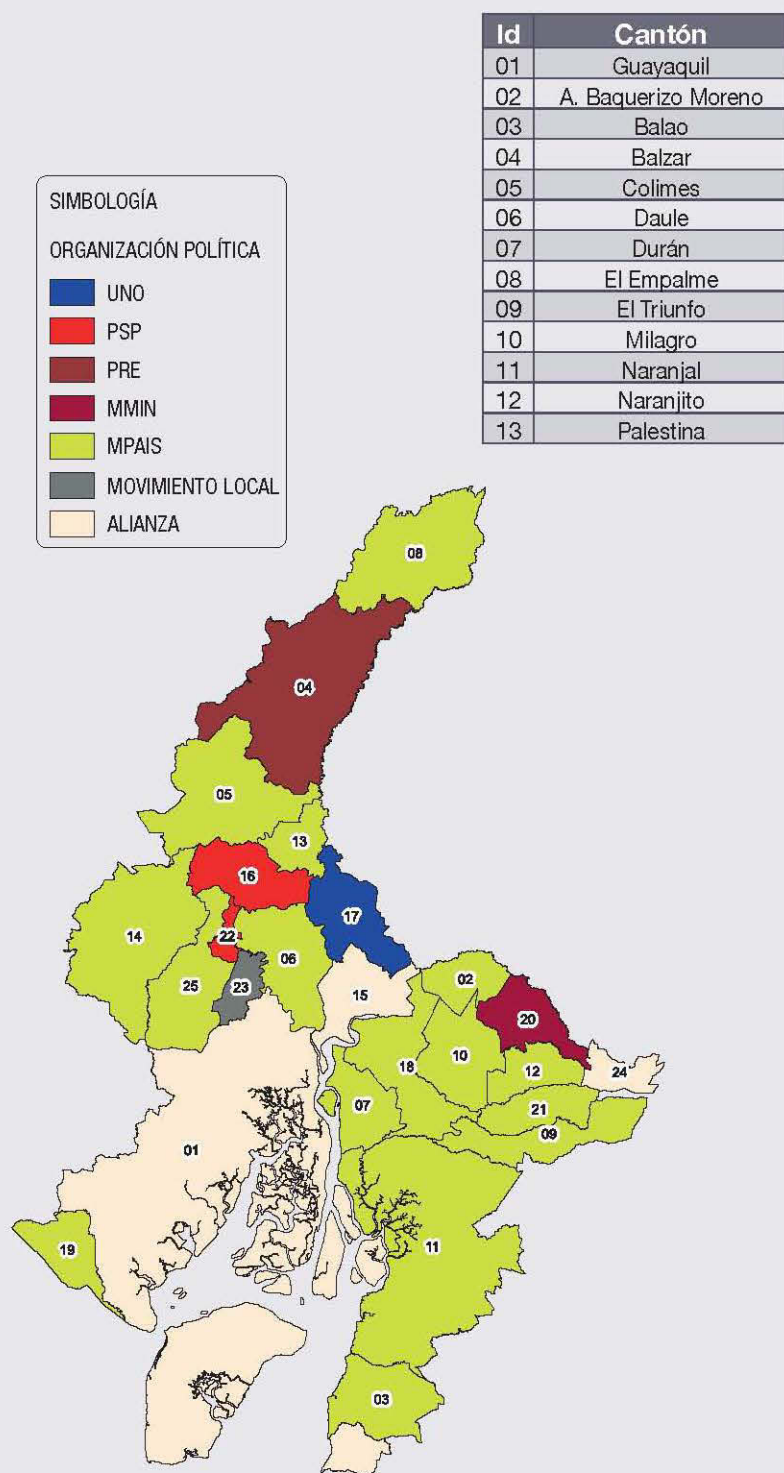 Id Cantón
01 Guayaquil
02 A. Baquerizo Moreno
03 Balao
04 Balzar
05 Colimes
06 Daule
07 Durán
08 El Empalme
09 El Triunfo
10 Milagro
11 Naranjal
12 Naranjito
13 Palestina
SIMBOLOGÍA
ORGANIZACIÓN POLÍTICA
UNO
PSP
PRE
MMIN
MPAIS
MOVIMIENTO LOCAL
ALIANZA
08
04
05
13
16
17
14
22
06
25
23
15
02
20
10
12
24
18
07
21
09
01
19
11
03